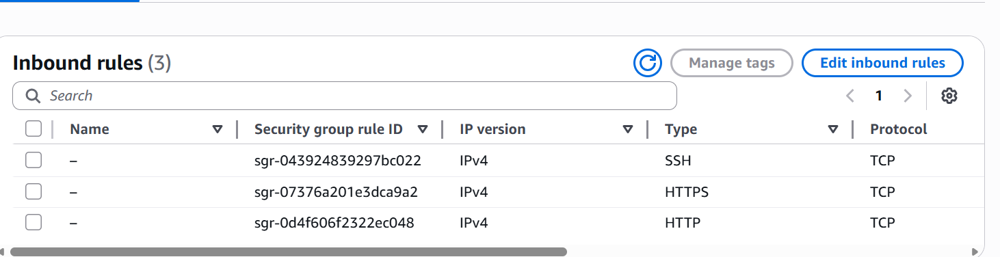 Inbound rules (3)
Manage tags
Edit inbound rules
Search
1
Name Security group rule ID IP version Type Protocol
– sgr-043924839297bc022 IPv4 SSH TCP
– sgr-07376a201e3dca9a2 IPv4 HTTPS TCP
– sgr-0d4f606f2322ec048 IPv4 HTTP TCP